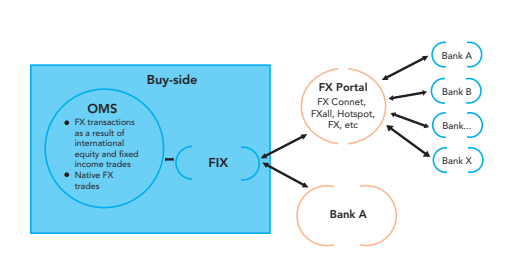 Buy-side
OMS
● FX transactions
as a result of
international
equity and fixed
income trades
● Native FX
trades
FIX
FX Portal
FX Connet,
FXall, Hotspot,
FX, etc
Bank A
Bank A
Bank B
Bank...
Bank X